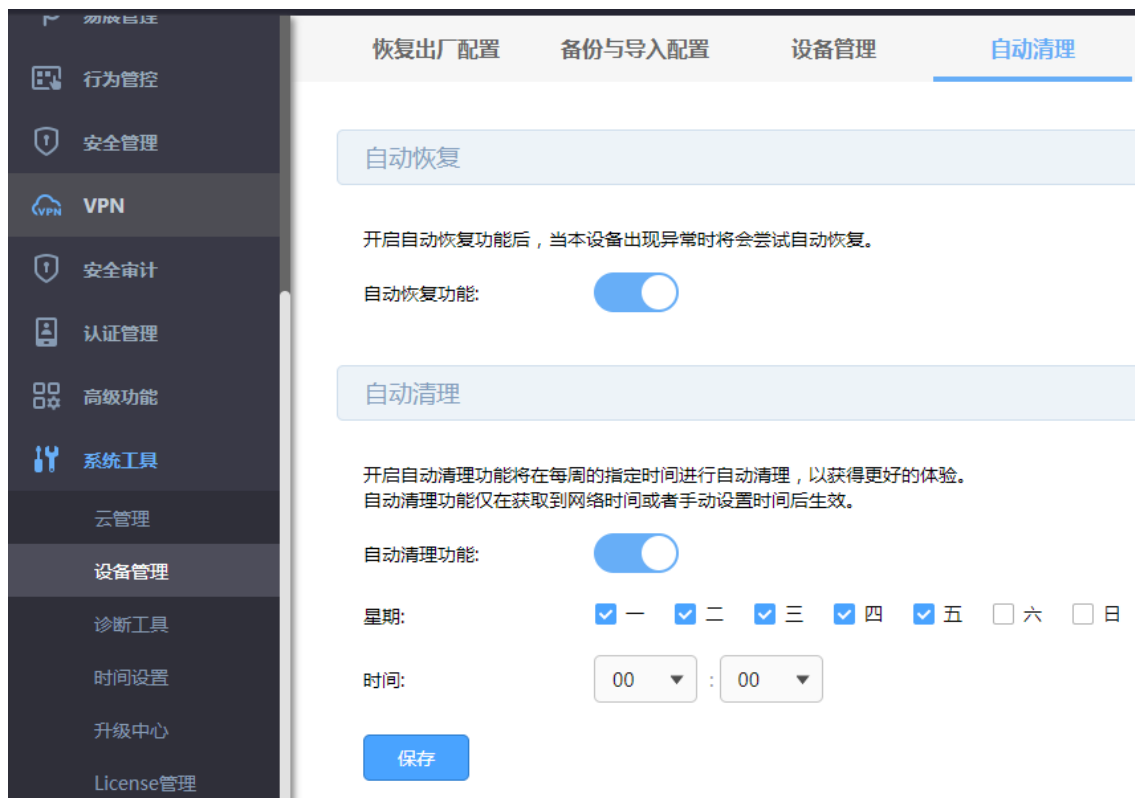 易展管理
行为管控
安全管理
VPN
安全审计
认证管理
高级功能
系统工具
云管理
设备管理
诊断工具
时间设置
升级中心
License管理
恢复出厂配置 备份与导入配置 设备管理 自动清理
自动恢复
开启自动恢复功能后，当本设备出现异常时将会尝试自动恢复。
自动恢复功能:
自动清理
开启自动清理功能将在每周的指定时间进行自动清理，以获得更好的体验。
自动清理功能仅在获取到网络时间或者手动设置时间后生效。
自动清理功能:
星期: 一 二 三 四 五 六 日
时间: 00 : 00
保存